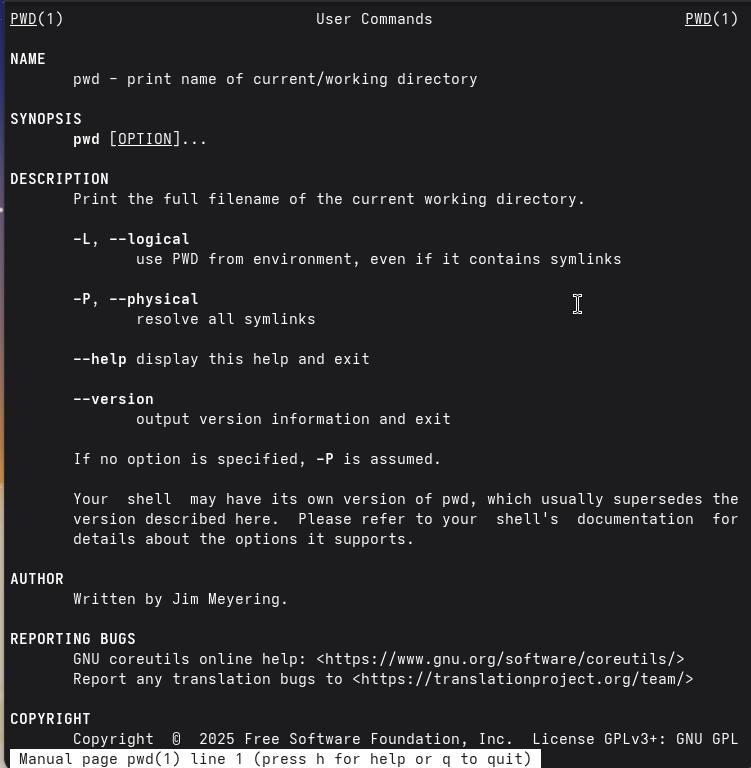 PWD(1) User Commands PWD(1)
NAME
pwd - print name of current/working directory
SYNOPSIS
pwd [OPTION]...
DESCRIPTION
Print the full filename of the current working directory.
-L, --logical
use PWD from environment, even if it contains symlinks
-P, --physical
resolve all symlinks
--help display this help and exit
--version
output version information and exit
If no option is specified, -P is assumed.
Your shell may have its own version of pwd, which usually supersedes the
version described here. Please refer to your shell's documentation for
details about the options it supports.
AUTHOR
Written by Jim Meyering.
REPORTING BUGS
GNU coreutils online help: <https://www.gnu.org/software/coreutils/>
Report any translation bugs to <https://translationproject.org/team/>
COPYRIGHT
Copyright © 2025 Free Software Foundation, Inc. License GPLv3+: GNU GPL
Manual page pwd(1) line 1 (press h for help or q to quit)